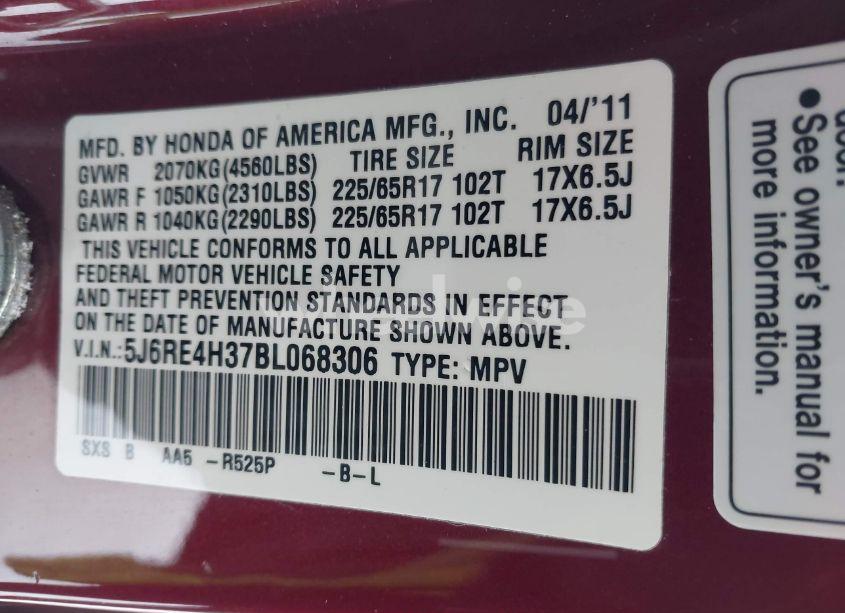 MFD. BY HONDA OF AMERICA MFG., INC. 04/'11
GVWR 2070KG(4560LBS) TIRE SIZE RIM SIZE
GAWR F 1050KG(2310LBS) 225/65R17 102T 17X6.5J
GAWR R 1040KG(2290LBS) 225/65R17 102T 17X6.5J
THIS VEHICLE CONFORMS TO ALL APPLICABLE
FEDERAL MOTOR VEHICLE SAFETY
AND THEFT PREVENTION STANDARDS IN EFFECT
ON THE DATE OF MANUFACTURE SHOWN ABOVE.
V.I.N.:5J6RE4H37BL068306 TYPE: MPV
SXS B AA5 -R525P -B-L
door.
●See owner's manual for
more information.